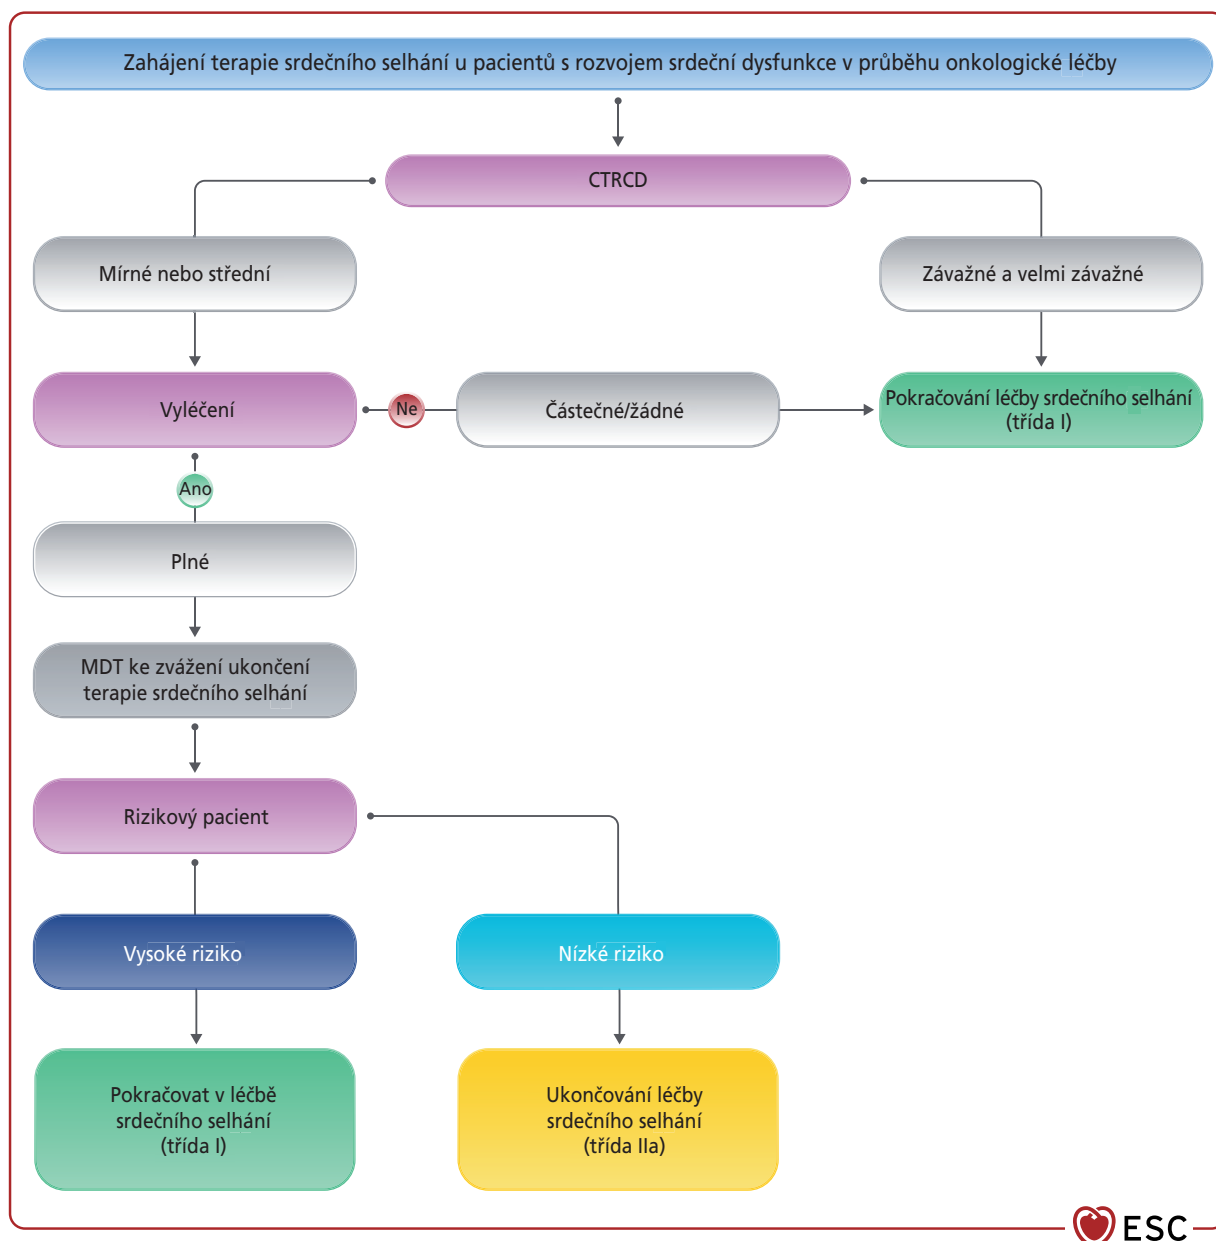 Zahájení terapie srdečního selhání u pacientů s rozvojem srdeční dysfunkce v průběhu onkologické léčby
CTRCD
Mírné nebo střední
Závažné a velmi závažné
Vyléčení
Ne
Částečné/žádné
Pokračování léčby srdečního selhání
(třída I)
Ano
Plné
MDT ke zvážení ukončení
terapie srdečního selhání
Rizikový pacient
Vysoké riziko
Nízké riziko
Pokračovat v léčbě
srdečního selhání
(třída I)
Ukončování léčby
srdečního selhání
(třída IIa)
ESC